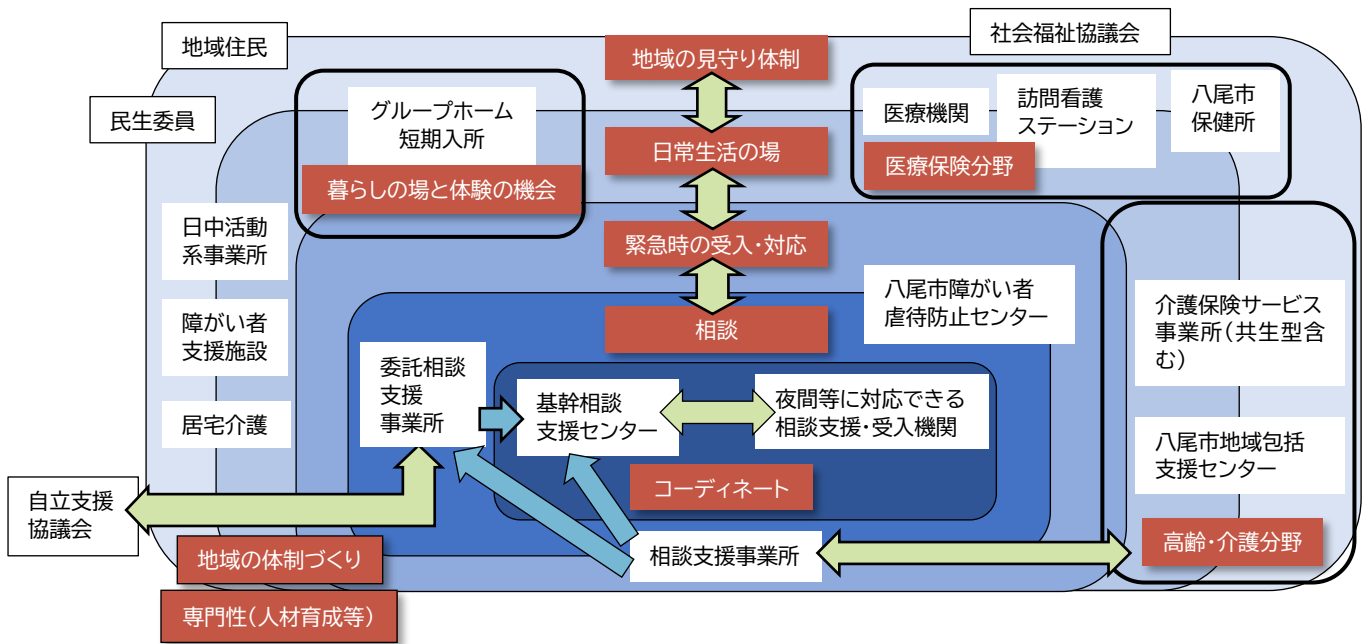 地域住民
社会福祉協議会
地域の見守り体制
民生委員
グループホーム
短期入所
暮らしの場と体験の機会
日常生活の場
医療機関
訪問看護
ステーション
八尾市
保健所
医療保険分野
日中活動
系事業所
緊急時の受入・対応
八尾市障がい者
虐待防止センター
障がい者
支援施設
相談
介護保険サービス
事業所(共生型含
む)
委託相談
支援
事業所
基幹相談
支援センター
夜間等に対応できる
相談支援・受入機関
居宅介護
八尾市地域包括
支援センター
コーディネート
自立支援
協議会
地域の体制づくり
相談支援事業所
高齢・介護分野
専門性(人材育成等)